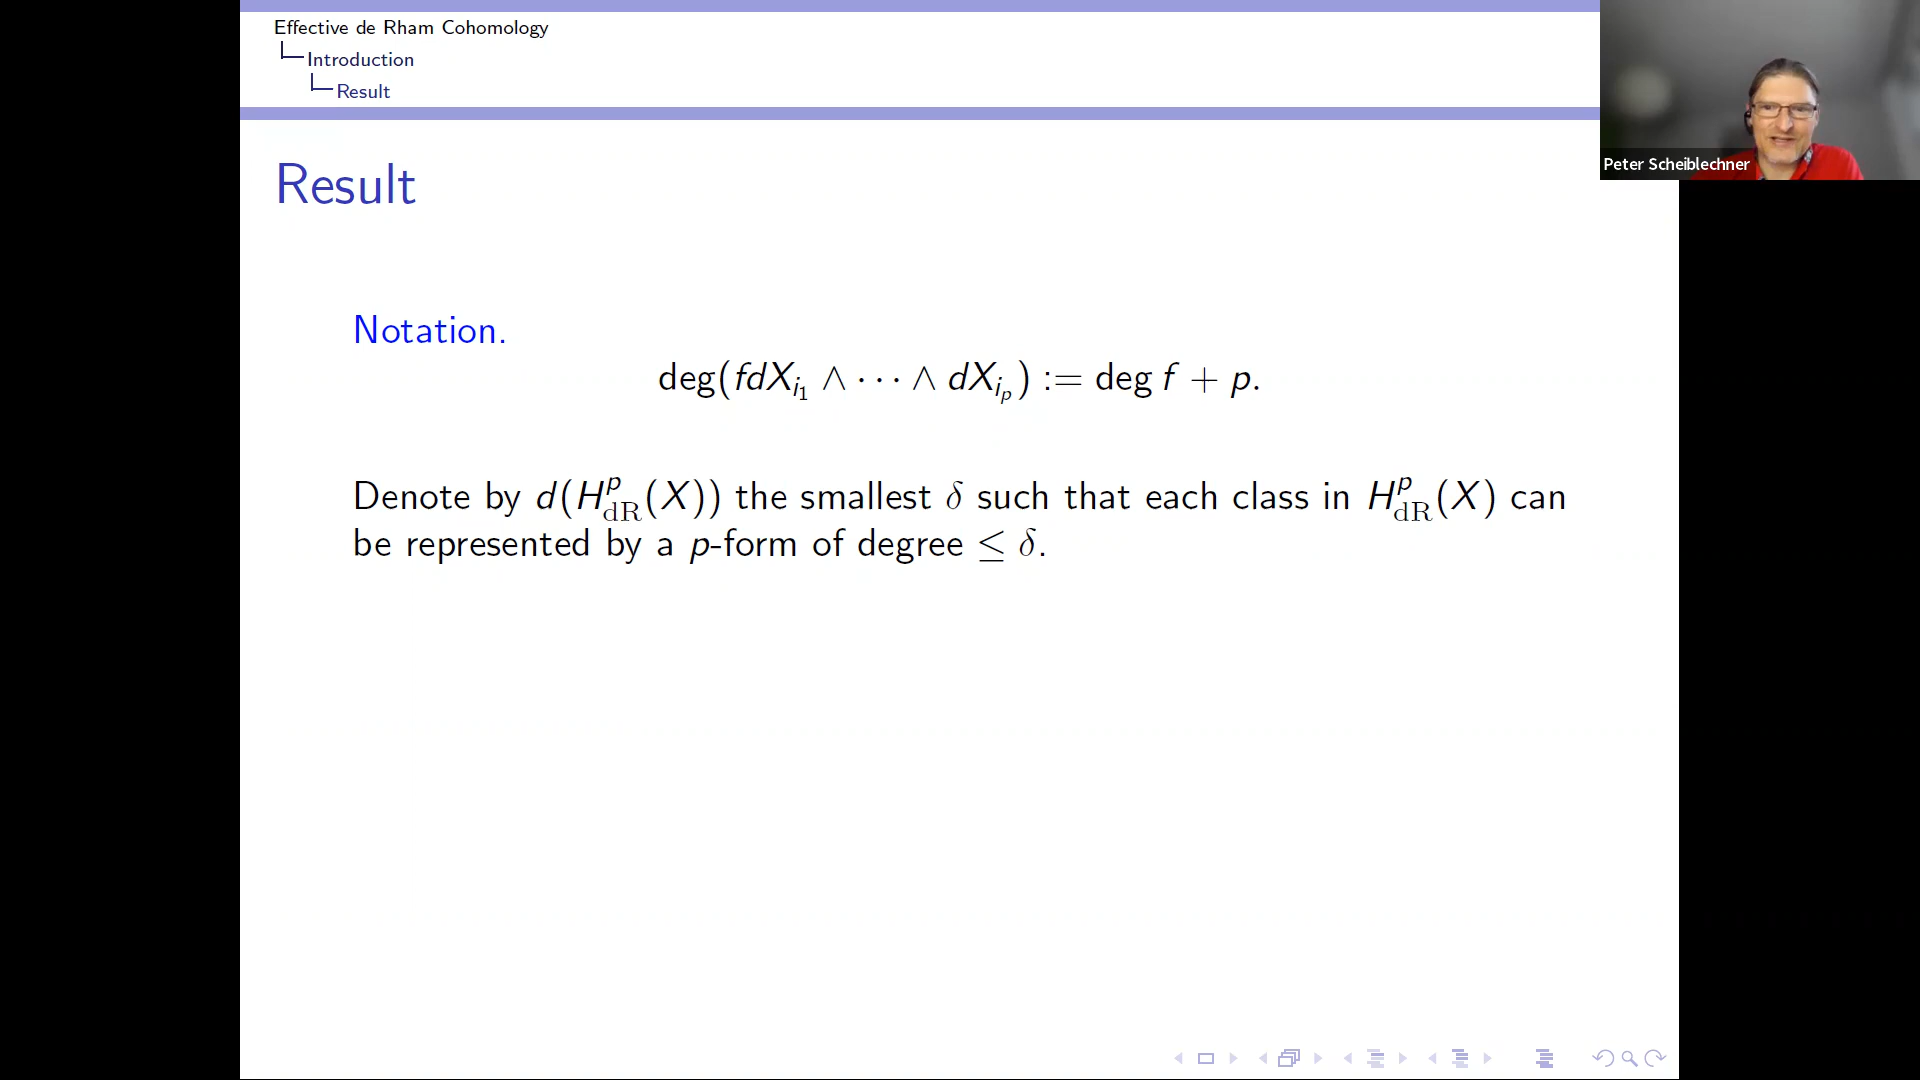 Effective de Rham Cohomology
Introduction
Result
Peter Scheiblechner
Result
Notation.
deg(fdX_{i_1} ∧ ⋯ ∧ dX_{i_p}) := deg f + p.
Denote by d(H^p_{dR}(X)) the smallest δ such that each class in H^p_{dR}(X) can
be represented by a p-form of degree ≤ δ.